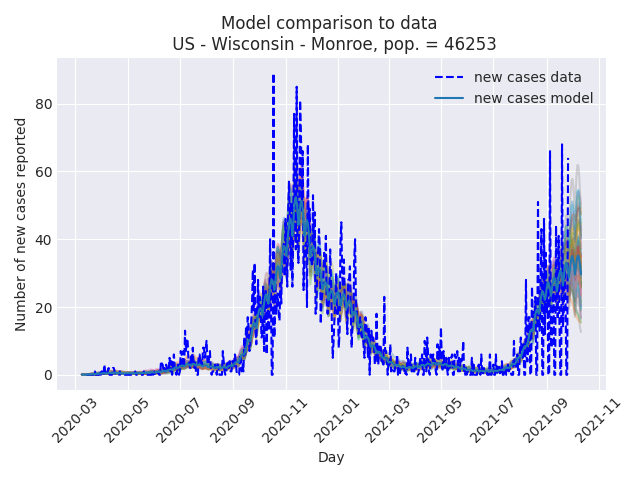 Model comparison to data
US - Wisconsin - Monroe, pop. = 46253
new cases data
new cases model
Number of new cases reported
80
60
40
20
0
2020-03
2020-05
2020-07
2020-09
2020-11
2021-01
2021-03
2021-05
2021-07
2021-09
2021-11
Day